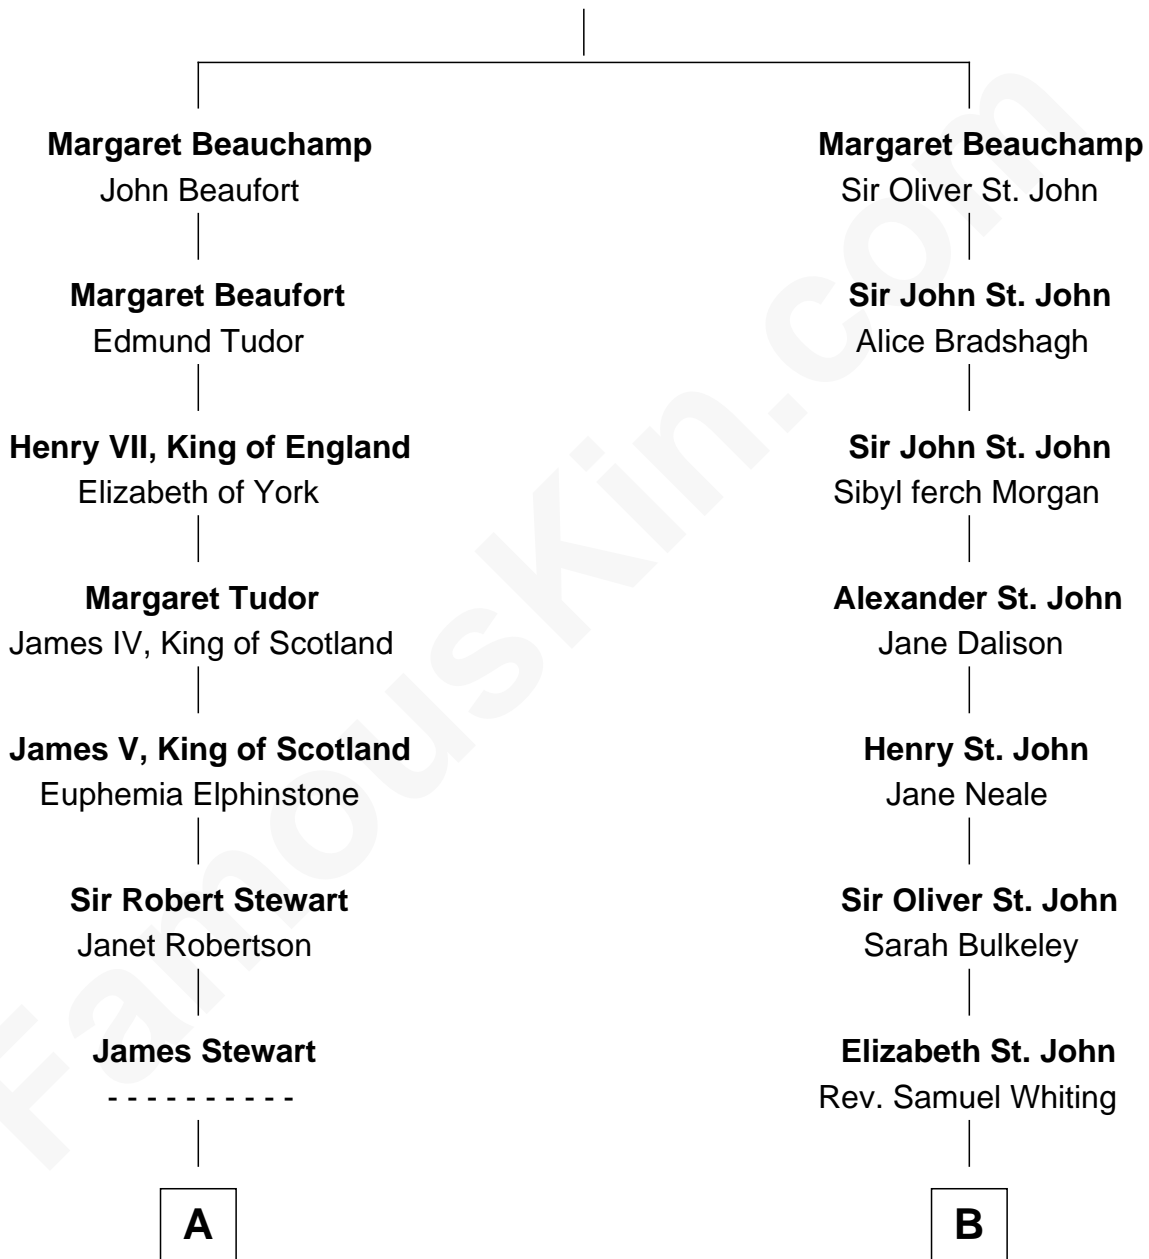 Margaret Beauchamp
John Beaufort
Margaret Beaufort
Edmund Tudor
Henry VII, King of England
Elizabeth of York
Margaret Tudor
James IV, King of Scotland
James V, King of Scotland
Euphemia Elphinstone
Sir Robert Stewart
Janet Robertson
James Stewart
- - - - - - - - - -
A
Margaret Beauchamp
Sir Oliver St. John
Sir John St. John
Alice Bradshagh
Sir John St. John
Sibyl ferch Morgan
Alexander St. John
Jane Dalison
Henry St. John
Jane Neale
Sir Oliver St. John
Sarah Bulkeley
Elizabeth St. John
Rev. Samuel Whiting
B
FamousKin.com